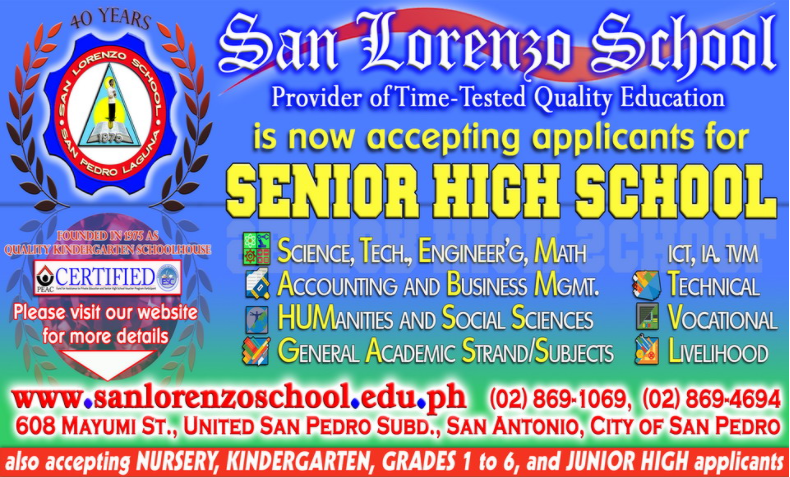 40 YEARS
SAN LORENZO SCHOOL
SAN PEDRO LAGUNA
1975
San Lorenzo School
Provider of Time-Tested Quality Education
is now accepting applicants for
SENIOR HIGH SCHOOL
SCIENCE, TECH., ENGINEER'G, MATH
ACCOUNTING AND BUSINESS MGMT.
HUMANITIES AND SOCIAL SCIENCES
GENERAL ACADEMIC STRAND/SUBJECTS
ICT, IA. TVM
TECHNICAL
VOCATIONAL
LIVELIHOOD
FOUNDED IN 1975 AS
QUALITY KINDERGARTEN SCHOOLHOUSE
PEAC CERTIFIED ESC
Please visit our website
for more details
www.sanlorenzoschool.edu.ph (02) 869-1069, (02) 869-4694
608 MAYUMI ST., UNITED SAN PEDRO SUBD., SAN ANTONIO, CITY OF SAN PEDRO
also accepting NURSERY, KINDERGARTEN, GRADES 1 to 6, and JUNIOR HIGH applicants